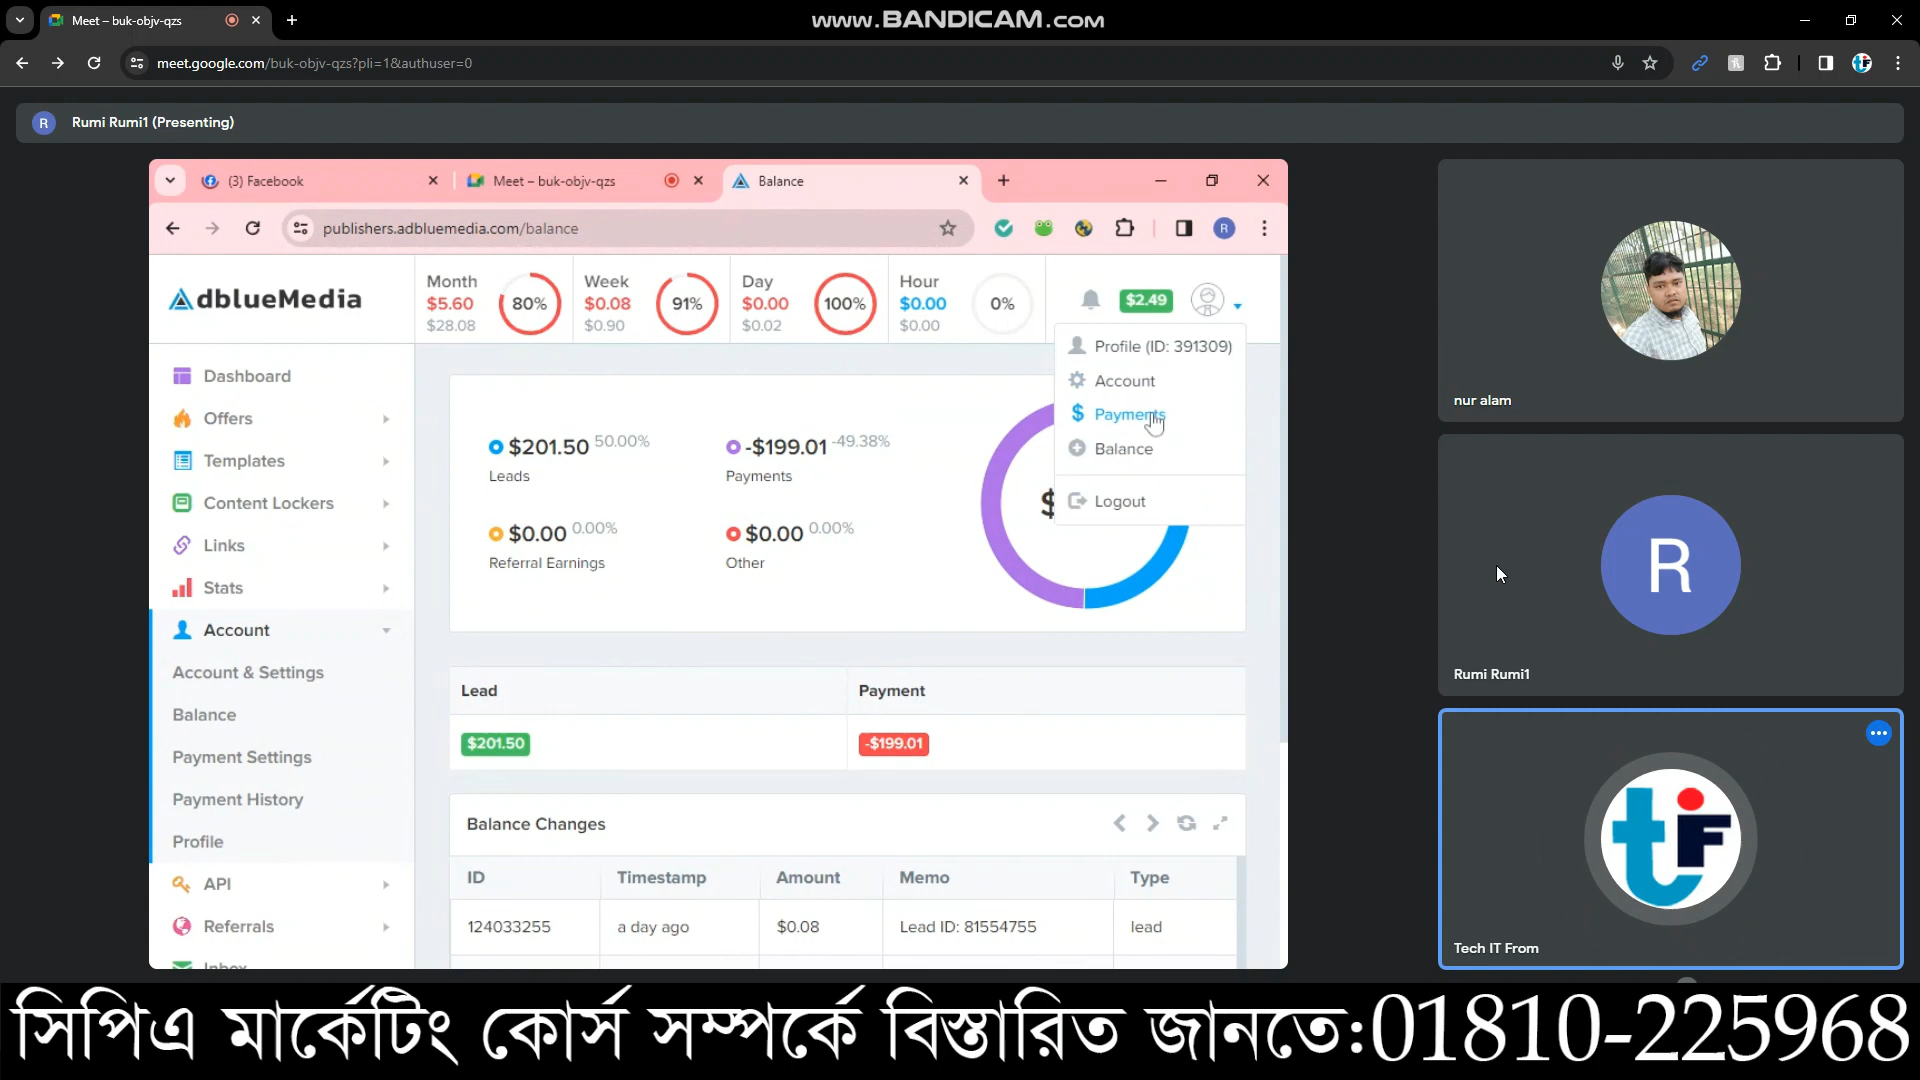 Meet – buk-objv-qzs
www.BANDICAM.com
meet.google.com/buk-objv-qzs?pli=1&authuser=0
R
Rumi Rumi1 (Presenting)
(3) Facebook
Meet – buk-objv-qzs
Balance
publishers.adbluemedia.com/balance
R
AdblueMedia
Month
$5.60
$28.08
80%
Week
$0.08
$0.90
91%
Day
$0.00
$0.02
100%
Hour
$0.00
$0.00
0%
$2.49
Profile (ID: 391309)
Account
Payments
Balance
Logout
Dashboard
Offers
Templates
Content Lockers
Links
Stats
Account
Account & Settings
Balance
Payment Settings
Payment History
Profile
API
Referrals
Inbox
$201.50 50.00%
Leads
-$199.01 -49.38%
Payments
$0.00 0.00%
Referral Earnings
$0.00 0.00%
Other
$
Lead
Payment
$201.50
-$199.01
Balance Changes
ID Timestamp Amount Memo Type
124033255 a day ago $0.08 Lead ID: 81554755 lead
nur alam
R
Rumi Rumi1
tiF
Tech IT From
সিপিএ মার্কেটিং কোর্স সম্পর্কে বিস্তারিত জানতে:01810-225968